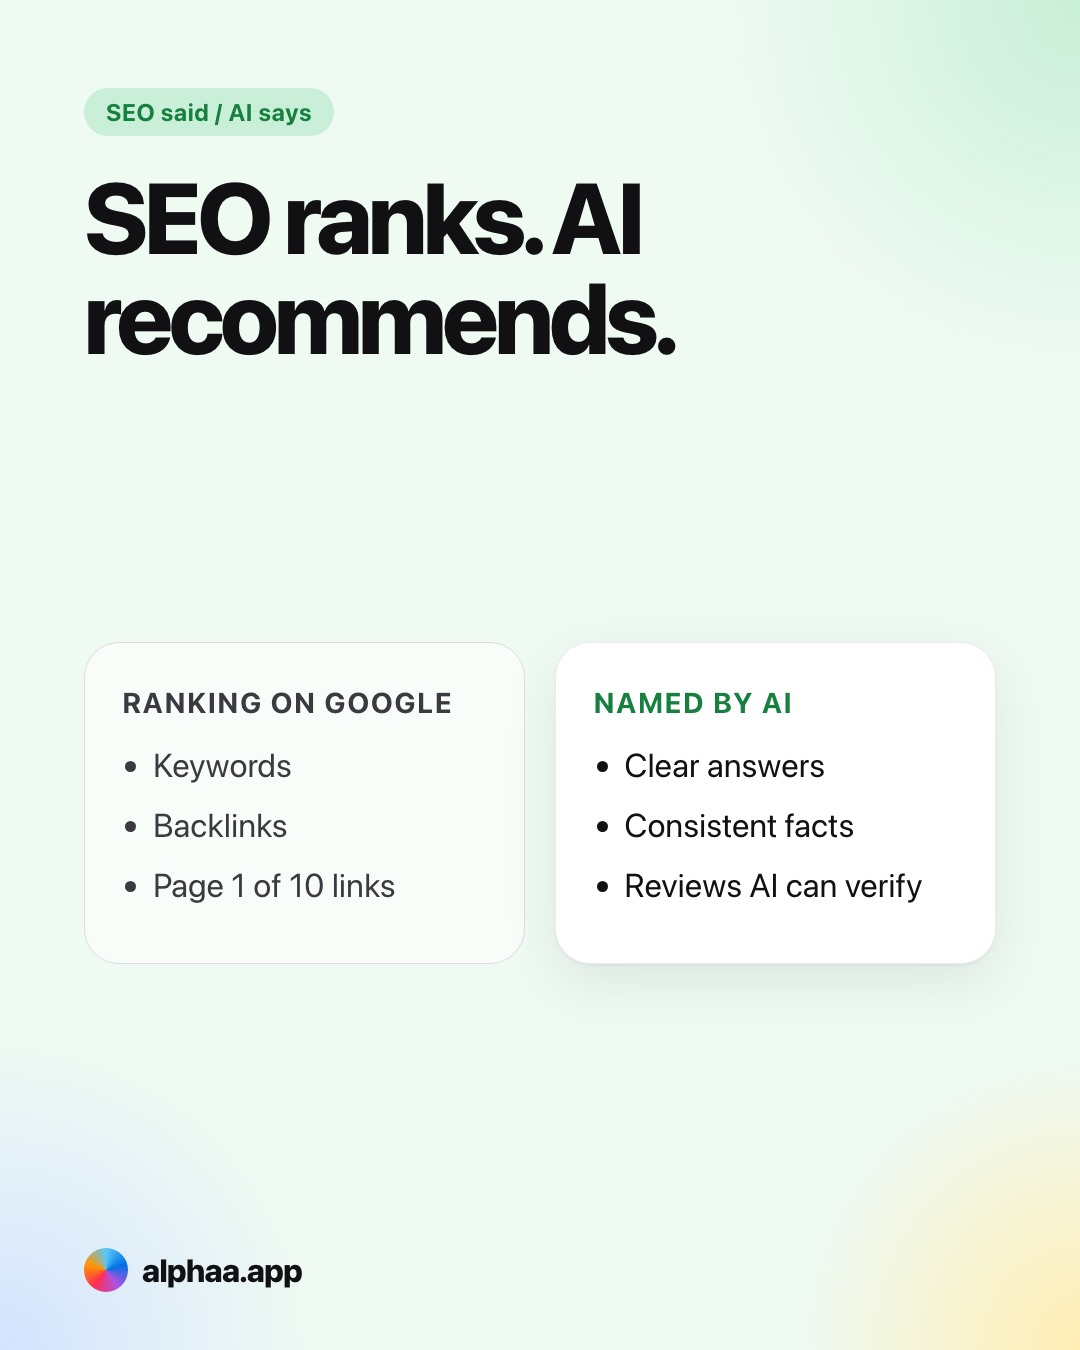 SEO said / AI says
SEO ranks. AI
recommends.
RANKING ON GOOGLE
• Keywords
• Backlinks
• Page 1 of 10 links
NAMED BY AI
• Clear answers
• Consistent facts
• Reviews AI can verify
alphaa.app